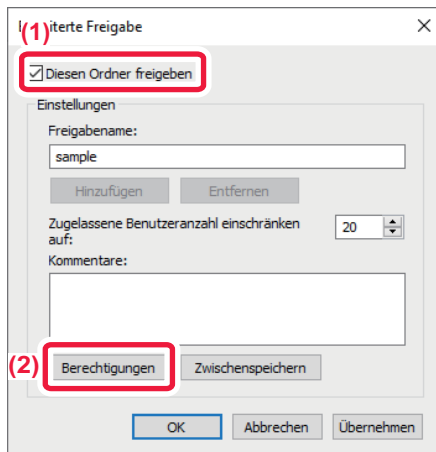 E iterte Freigabe
(1)
Diesen Ordner freigeben
Einstellungen
Freigabename:
sample
Hinzufügen Entfernen
Zugelassene Benutzeranzahl einschränken 20
auf:
Kommentare:
(2) Berechtigungen Zwischenspeichern
OK Abbrechen Übernehmen